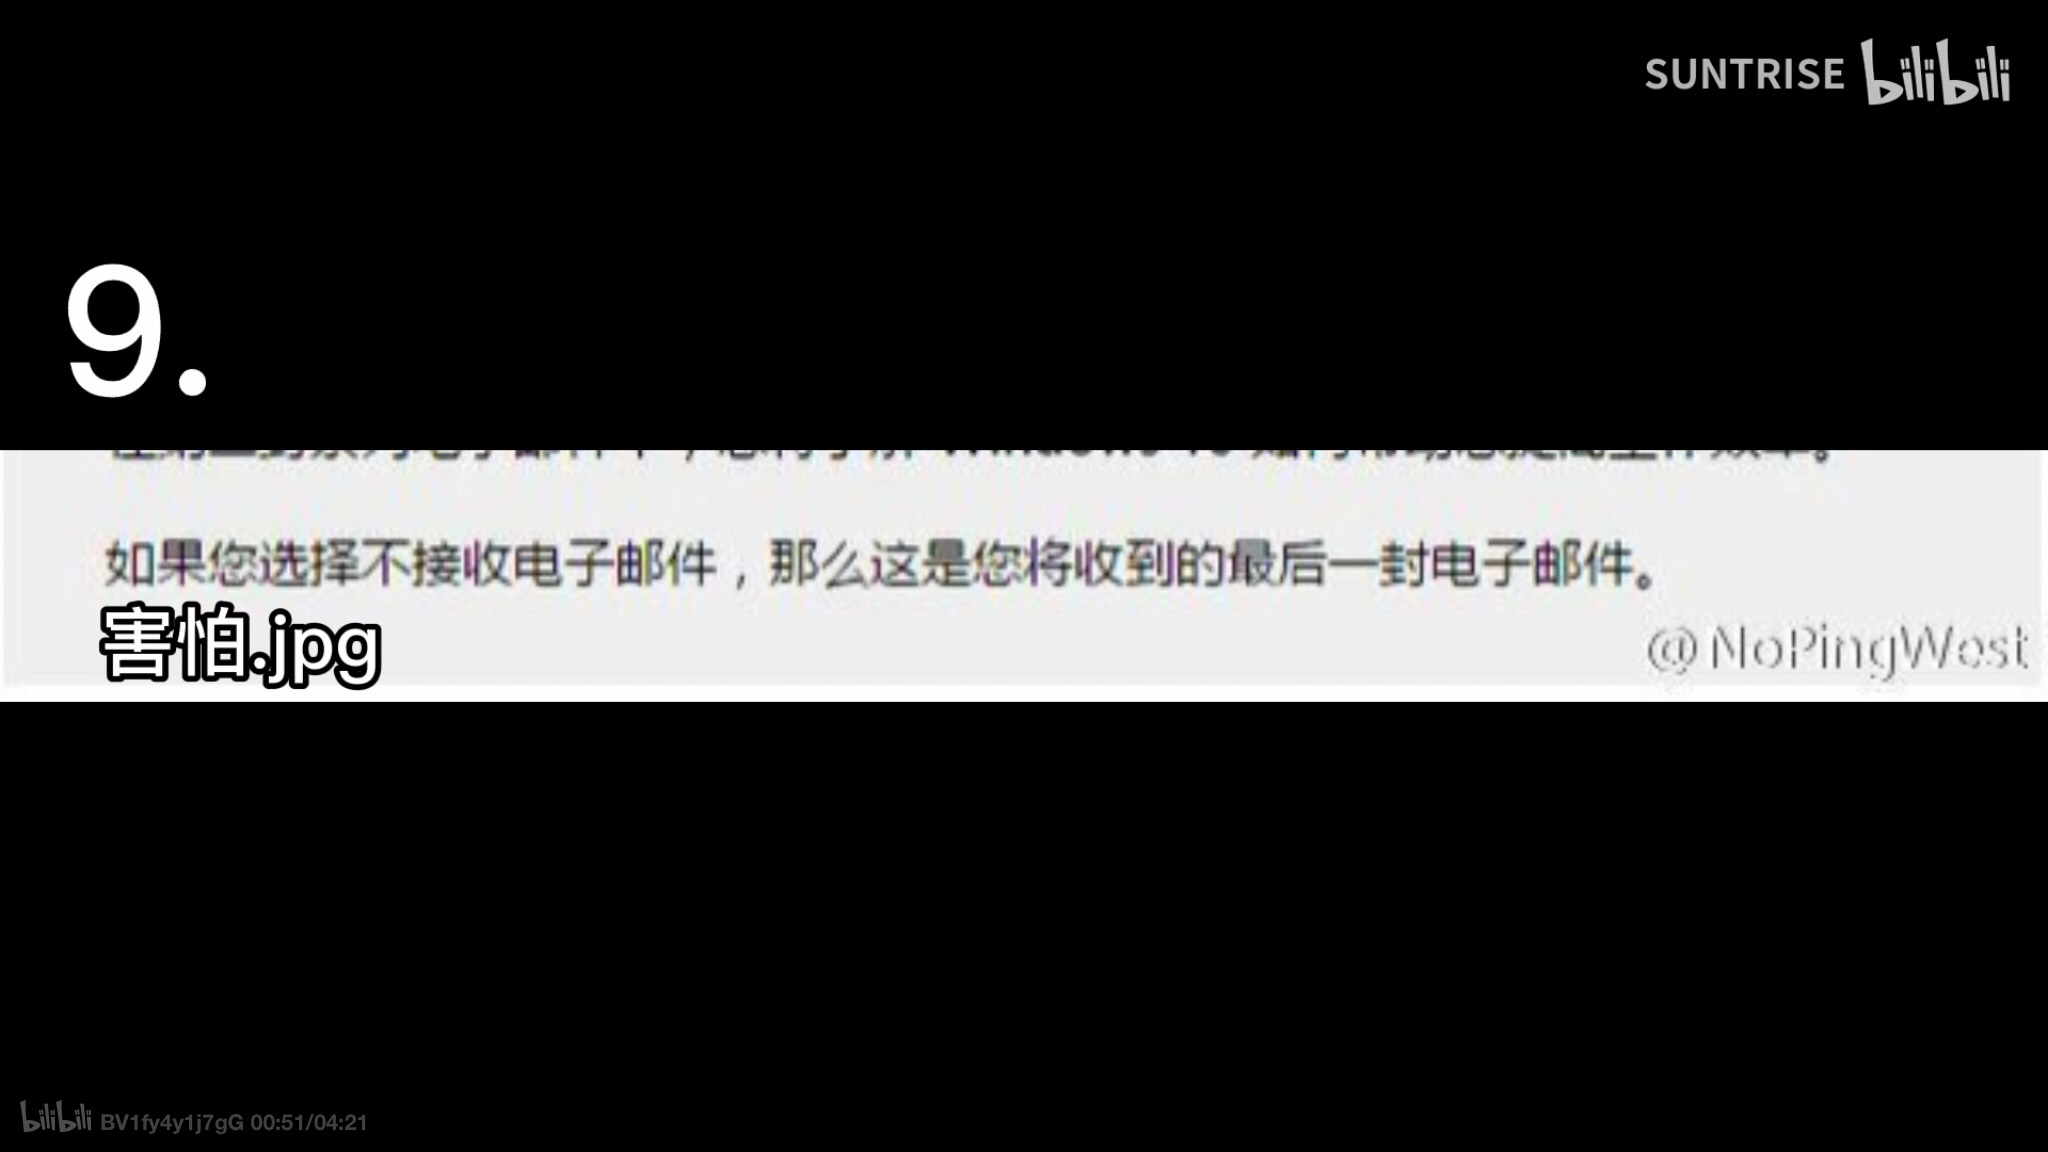 SUNTRISE bilibili
9.
如果您选择不接收电子邮件，那么这是您将收到的最后一封电子邮件。
害怕.jpg
@NoPingWest
bilibili BV1fy4y1j7gG 00:51/04:21